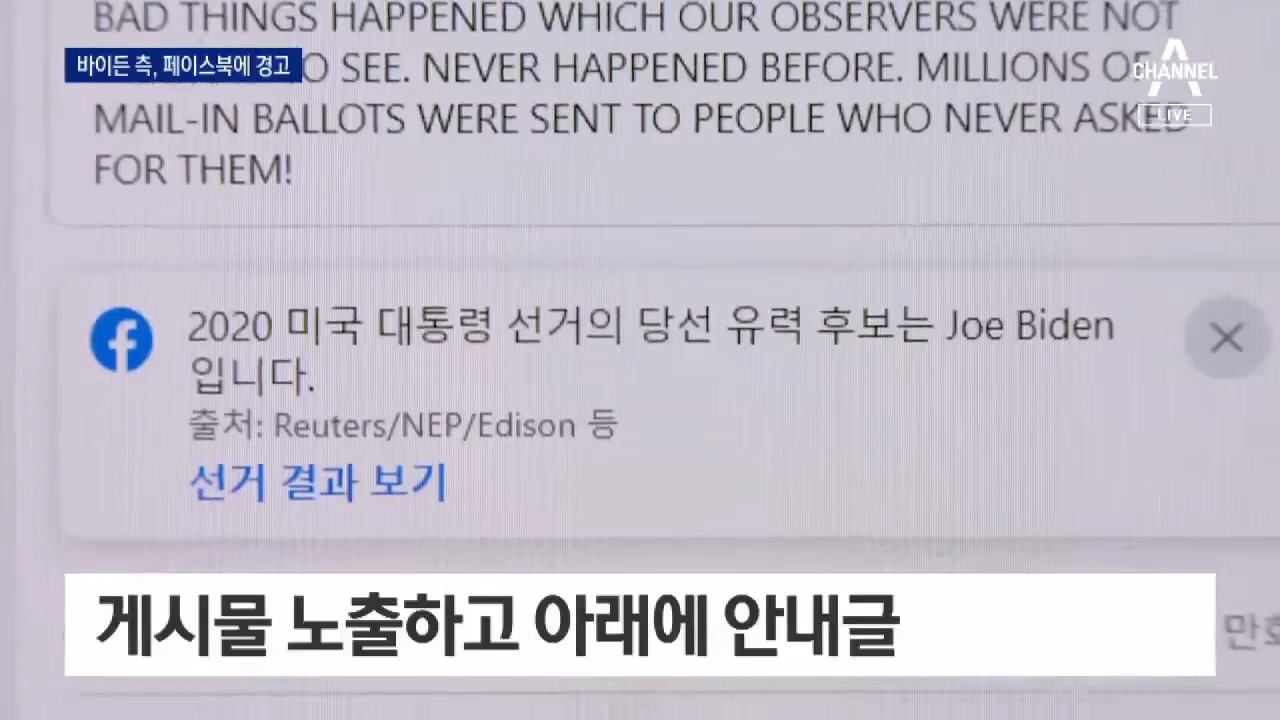 BAD THINGS HAPPENED WHICH OUR OBSERVERS WERE NOT
바이든 측, 페이스북에 경고
O SEE. NEVER HAPPENED BEFORE. MILLIONS OF
CHANNEL A
LIVE
MAIL-IN BALLOTS WERE SENT TO PEOPLE WHO NEVER ASKED
FOR THEM!
2020 미국 대통령 선거의 당선 유력 후보는 Joe Biden
입니다.
출처: Reuters/NEP/Edison 등
선거 결과 보기
게시물 노출하고 아래에 안내글